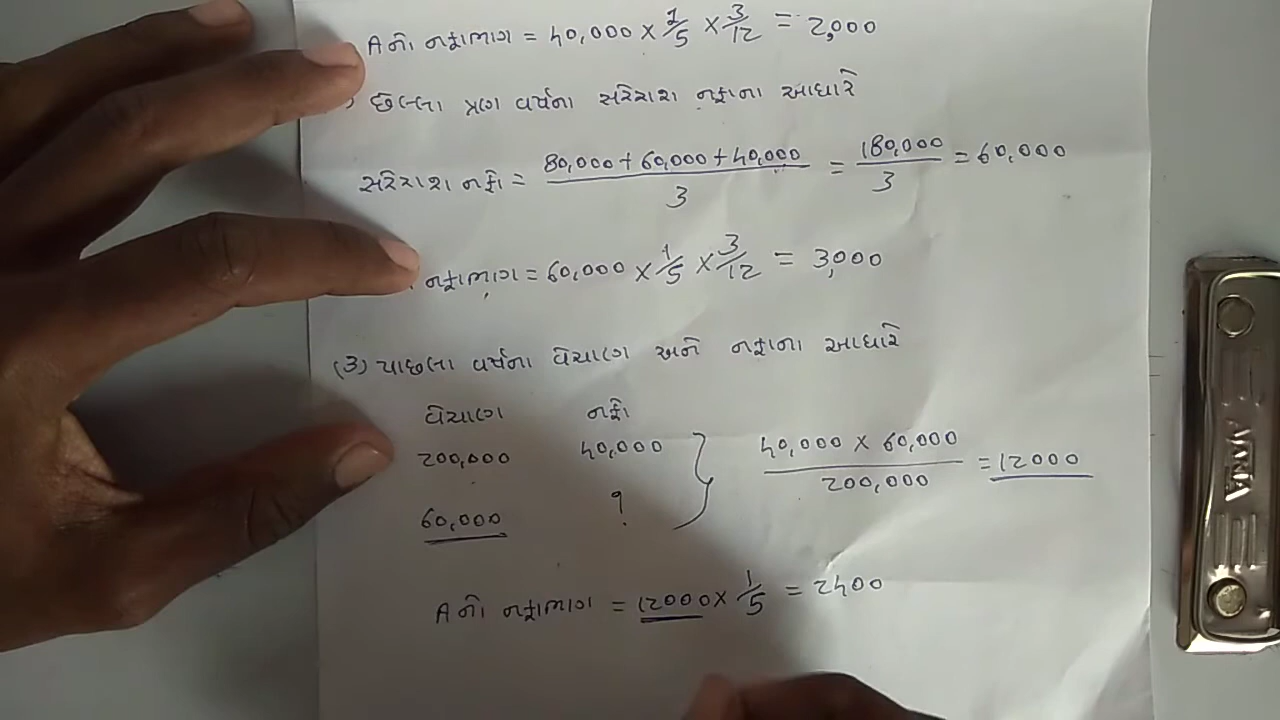 Aનો નફાભાગ = 40,000 × 1/5 × 3/12 = 2,000
) છેલ્લા ત્રણ વર્ષના સરેરાશ નફાના આધારે
સરેરાશ નફો = 80,000 + 60,000 + 40,000 / 3 = 180,000 / 3 = 60,000
નફાભાગ = 60,000 × 1/5 × 3/12 = 3,000
(3) પાછલા વર્ષના વેચાણ અને નફાના આધારે
વેચાણ નફો
200,000 40,000 } 40,000 × 60,000 / 200,000 = 12000
60,000 ?
Aનો નફાભાગ = 12000 × 1/5 = 2400